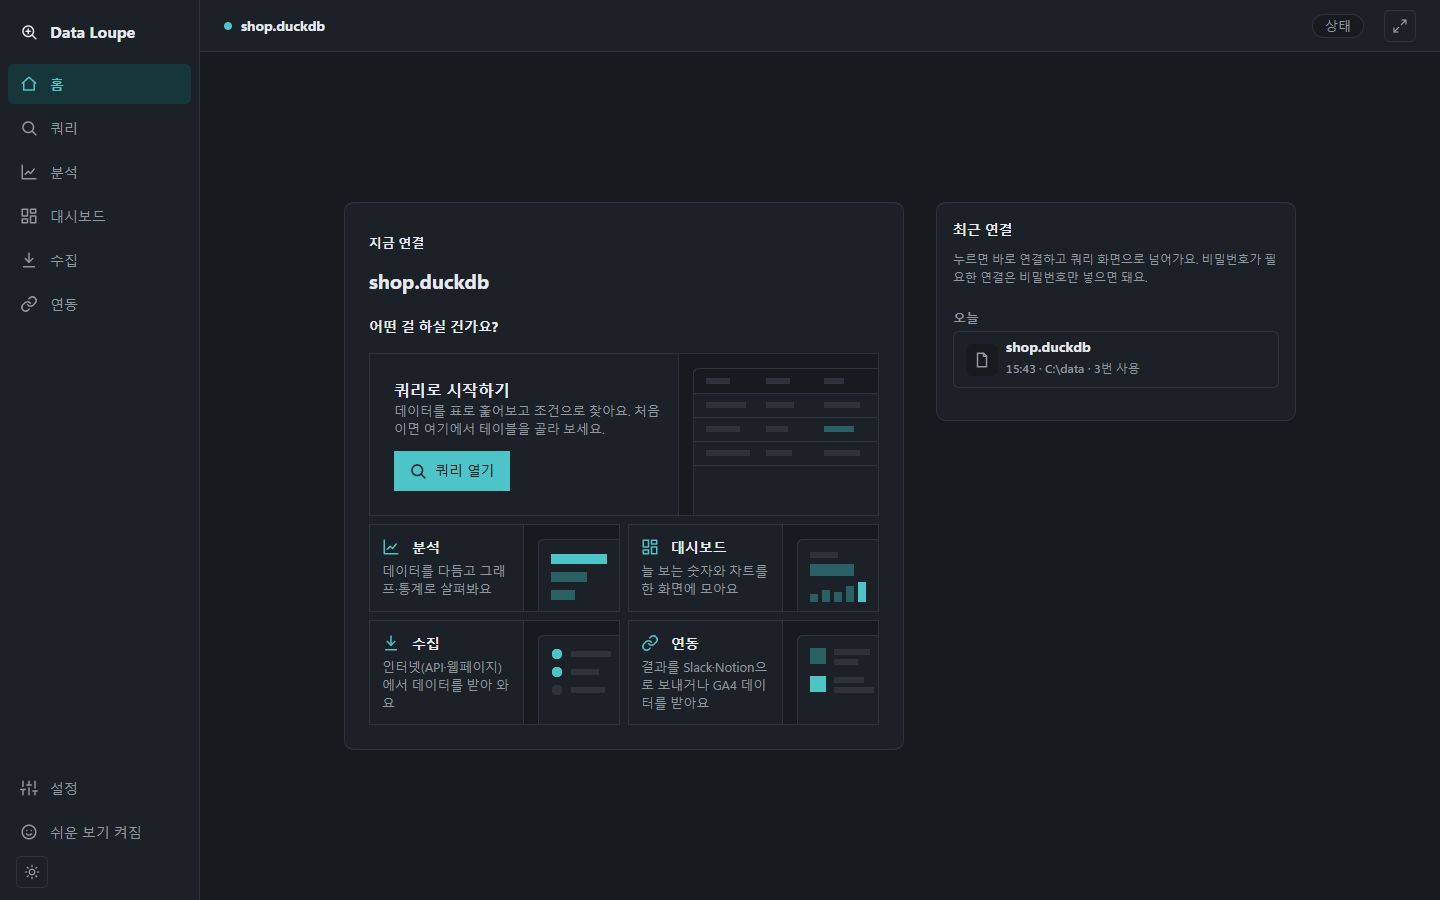 Data Loupe
홈
쿼리
분석
대시보드
수집
연동
설정
쉬운 보기 켜짐
shop.duckdb
상태
지금 연결
shop.duckdb
어떤 걸 하실 건가요?
쿼리로 시작하기
데이터를 표로 훑어보고 조건으로 찾아요. 처음
이면 여기에서 테이블을 골라 보세요.
쿼리 열기
분석
데이터를 다듬고 그래
프·통계로 살펴봐요
대시보드
늘 보는 숫자와 차트를
한 화면에 모아요
수집
인터넷(API·웹페이지)
에서 데이터를 받아 와
요
연동
결과를 Slack·Notion으
로 보내거나 GA4 데이
터를 받아요
최근 연결
누르면 바로 연결하고 쿼리 화면으로 넘어가요. 비밀번호가 필
요한 연결은 비밀번호만 넣으면 돼요.
오늘
shop.duckdb
15:43 · C:\data · 3번 사용